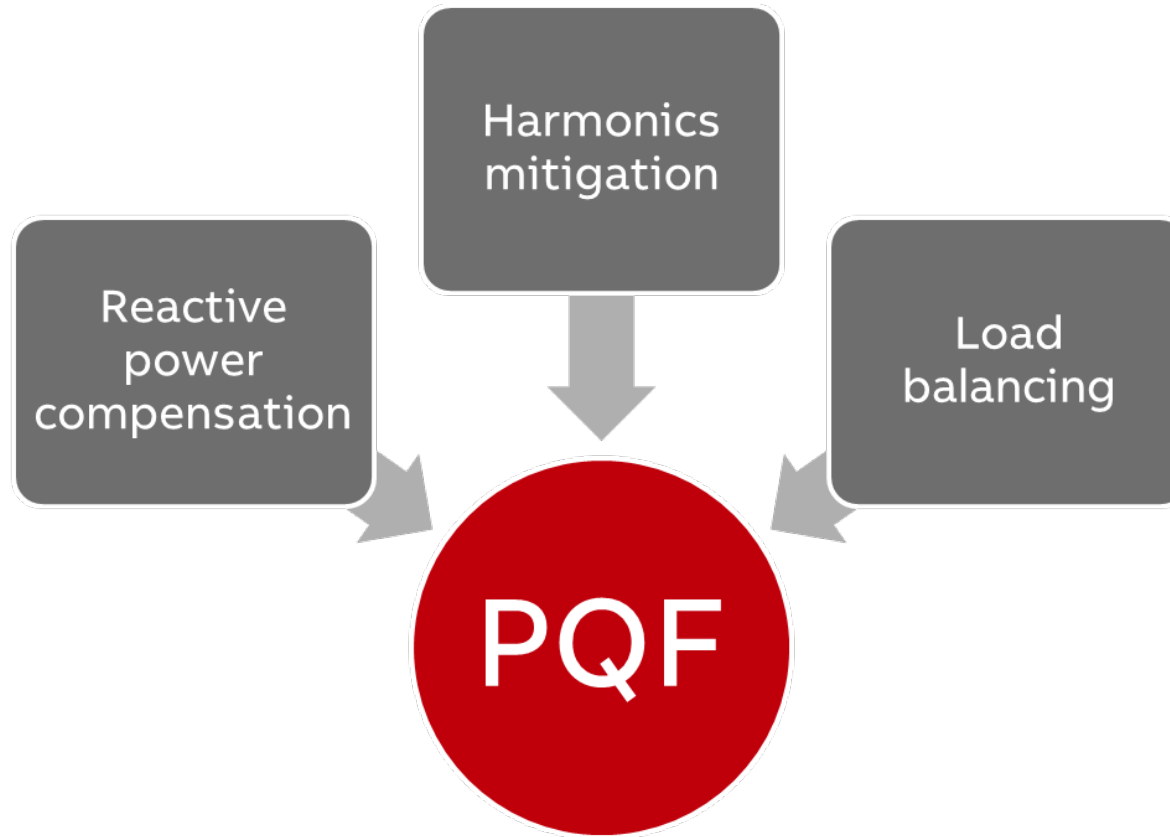 Harmonics
mitigation
Reactive
power
compensation
Load
balancing
PQF